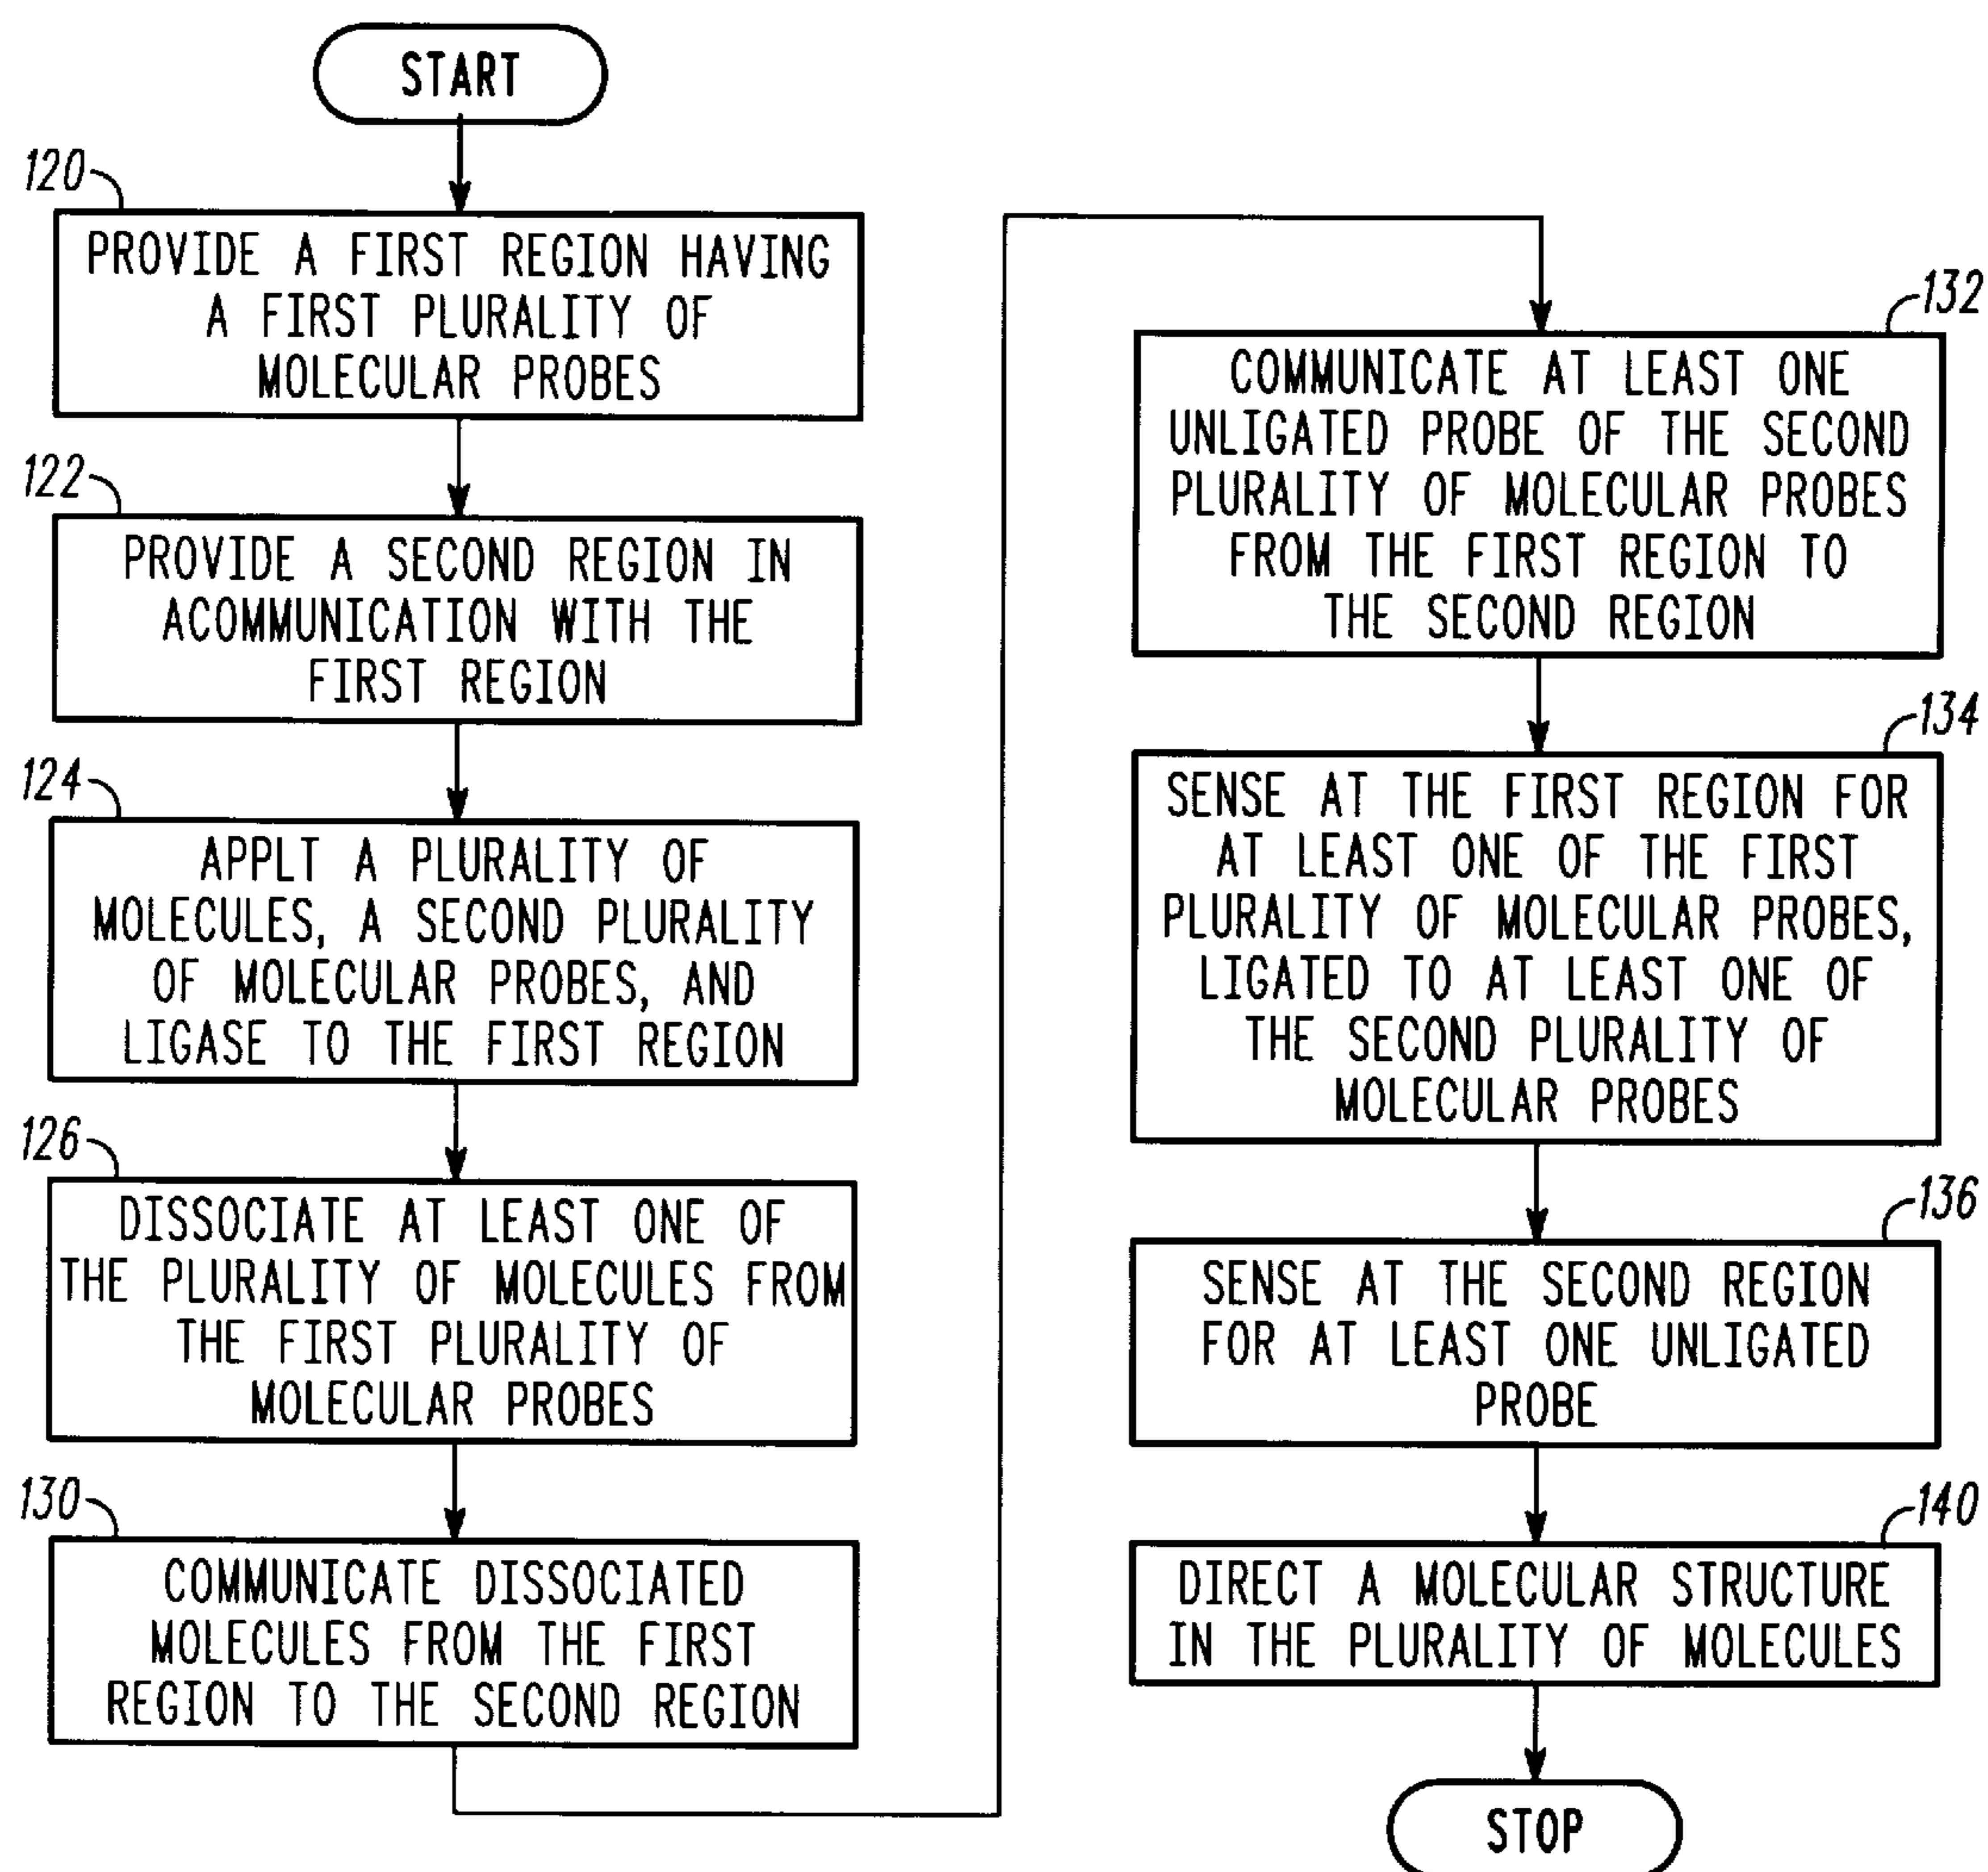 START
120
PROVIDE A FIRST REGION HAVING
A FIRST PLURALITY OF
MOLECULAR PROBES
122
PROVIDE A SECOND REGION IN
ACOMMUNICATION WITH THE
FIRST REGION
124
APPLT A PLURALITY OF
MOLECULES, A SECOND PLURALITY
OF MOLECULAR PROBES, AND
LIGASE TO THE FIRST REGION
126
DISSOCIATE AT LEAST ONE OF
THE PLURALITY OF MOLECULES FROM
THE FIRST PLURALITY OF
MOLECULAR PROBES
130
COMMUNICATE DISSOCIATED
MOLECULES FROM THE FIRST
REGION TO THE SECOND REGION
132
COMMUNICATE AT LEAST ONE
UNLIGATED PROBE OF THE SECOND
PLURALITY OF MOLECULAR PROBES
FROM THE FIRST REGION TO
THE SECOND REGION
134
SENSE AT THE FIRST REGION FOR
AT LEAST ONE OF THE FIRST
PLURALITY OF MOLECULAR PROBES,
LIGATED TO AT LEAST ONE OF
THE SECOND PLURALITY OF
MOLECULAR PROBES
136
SENSE AT THE SECOND REGION
FOR AT LEAST ONE UNLIGATED
PROBE
140
DIRECT A MOLECULAR STRUCTURE
IN THE PLURALITY OF MOLECULES
STOP